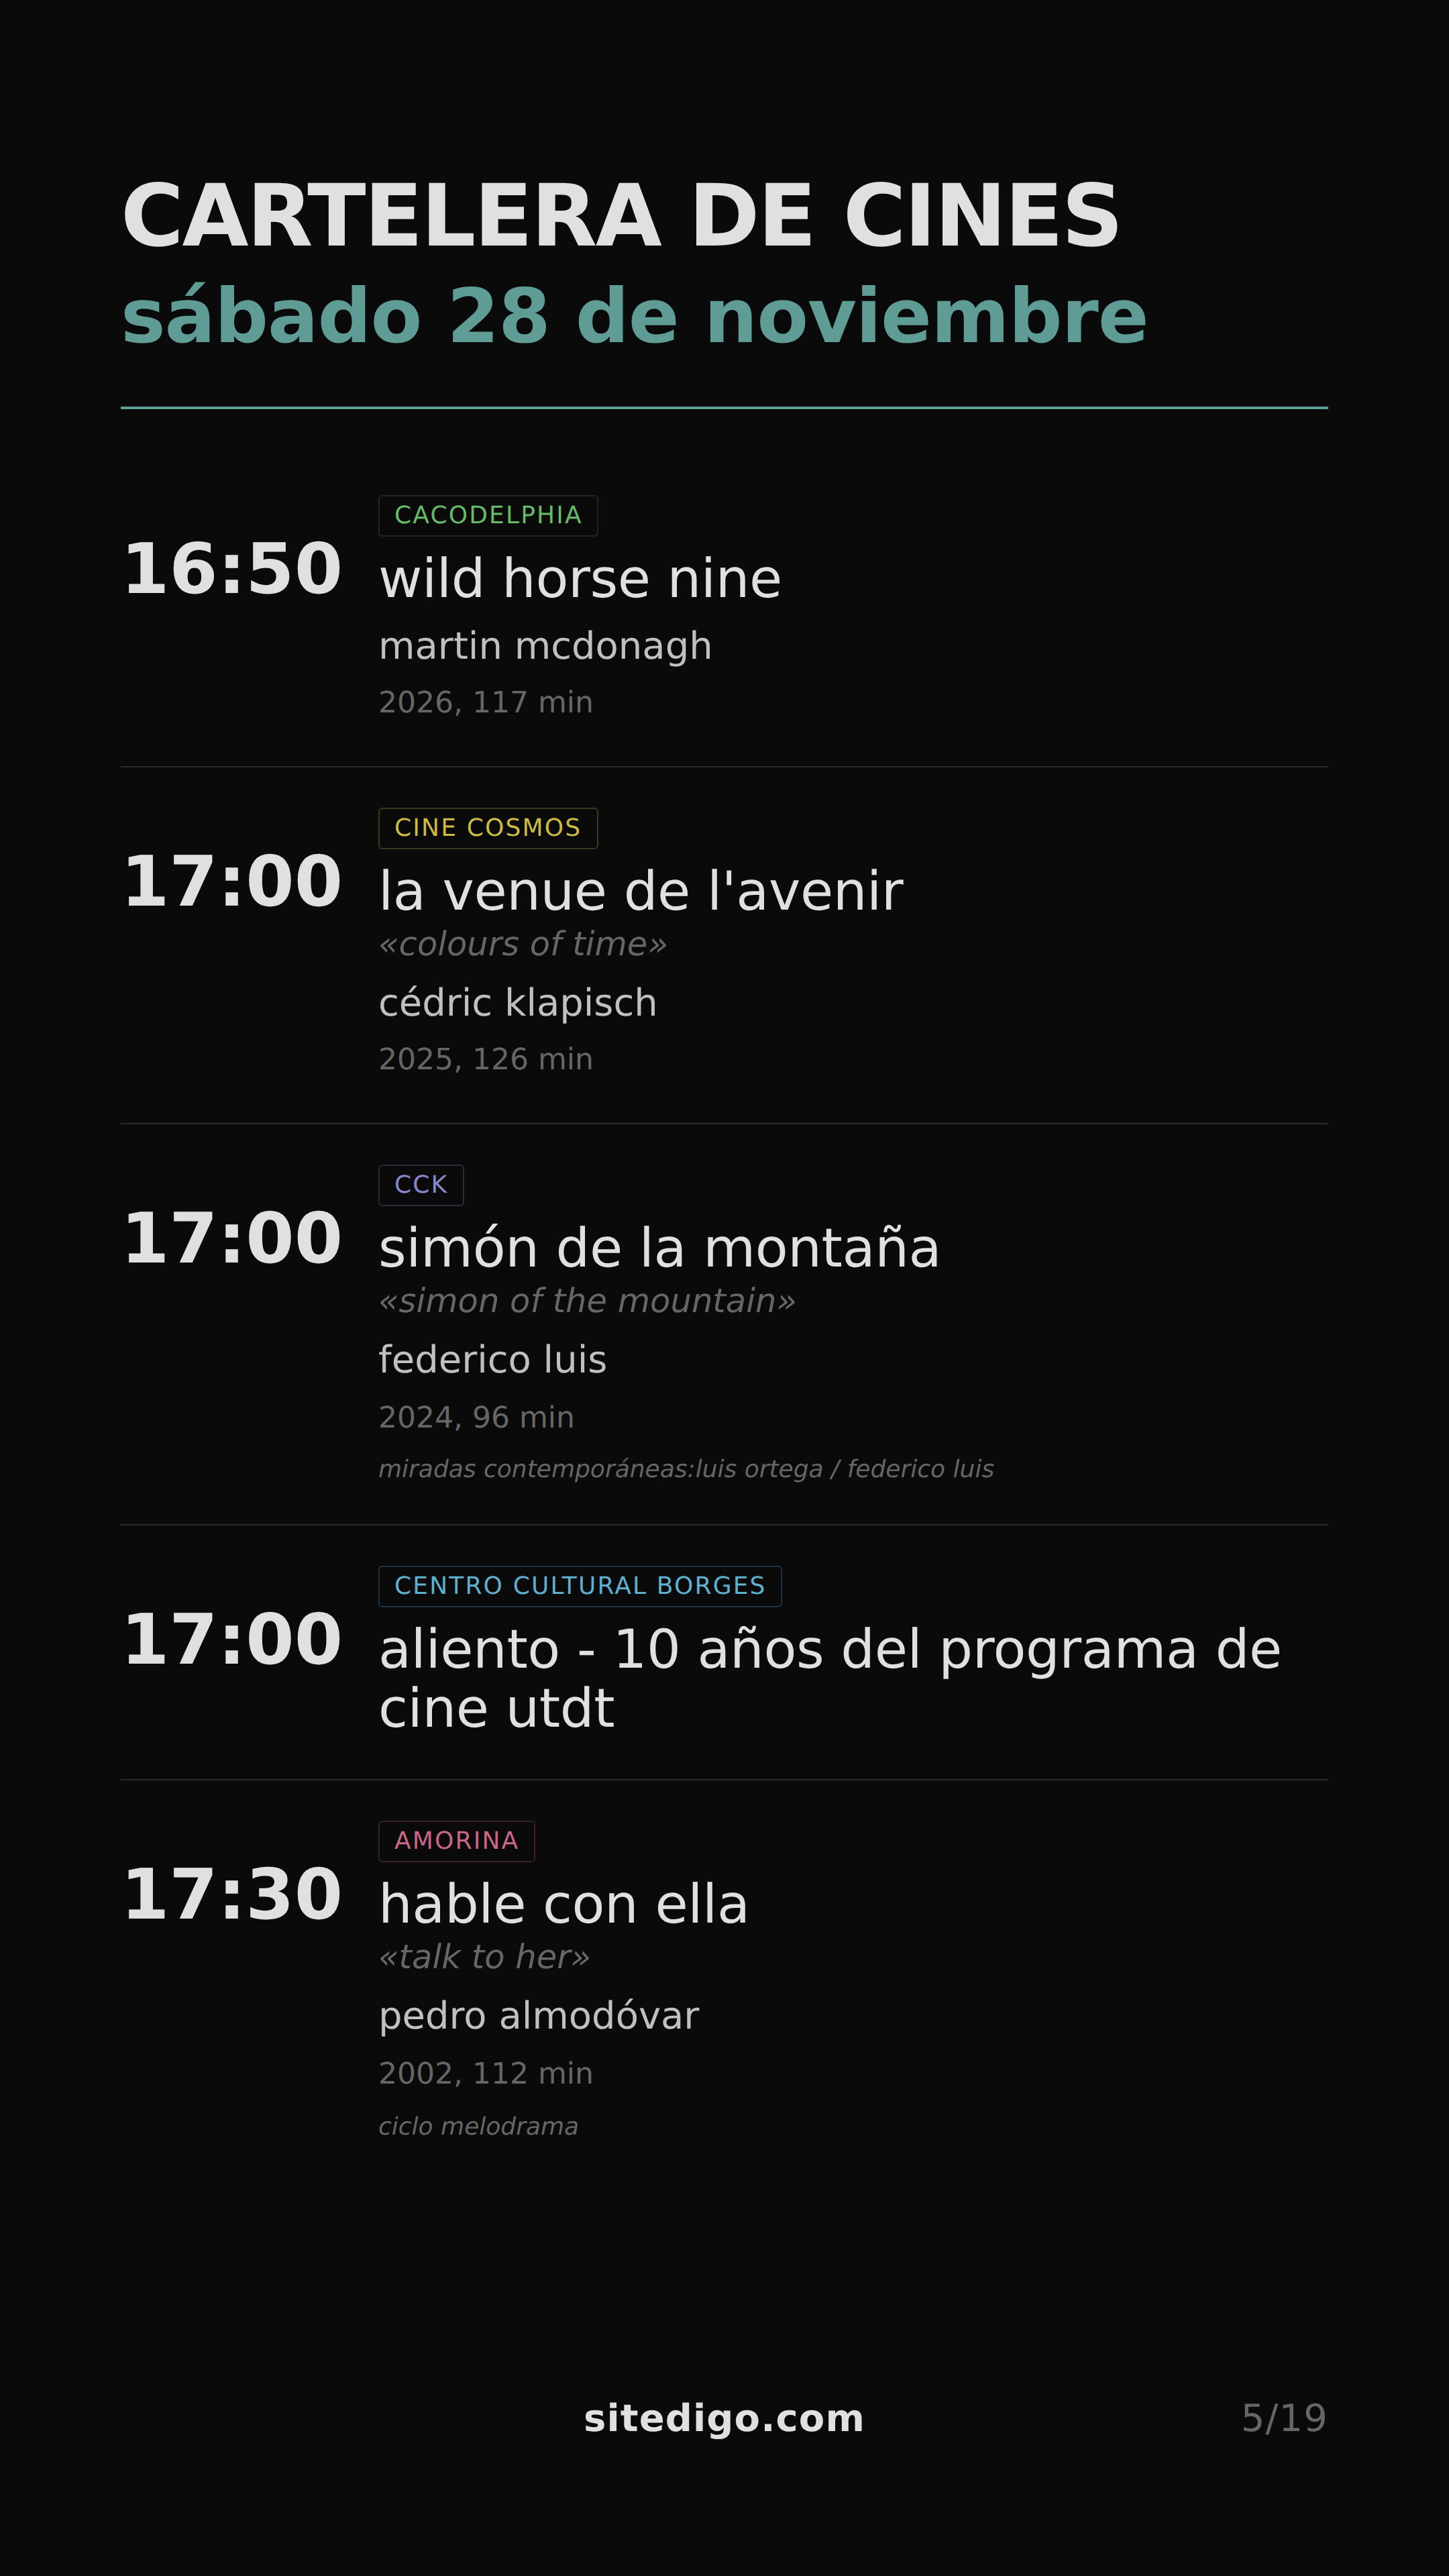 CARTELERA DE CINES
sábado 28 de noviembre
CACODELPHIA
16:50
wild horse nine
martin mcdonagh
2026, 117 min
CINE COSMOS
17:00
la venue de l'avenir
«colours of time»
cédric klapisch
2025, 126 min
CCK
17:00
simón de la montaña
«simon of the mountain»
federico luis
2024, 96 min
miradas contemporáneas:luis ortega / federico luis
CENTRO CULTURAL BORGES
17:00
aliento - 10 años del programa de
cine utdt
AMORINA
17:30
hable con ella
«talk to her»
pedro almodóvar
2002, 112 min
ciclo melodrama
sitedigo.com
5/19